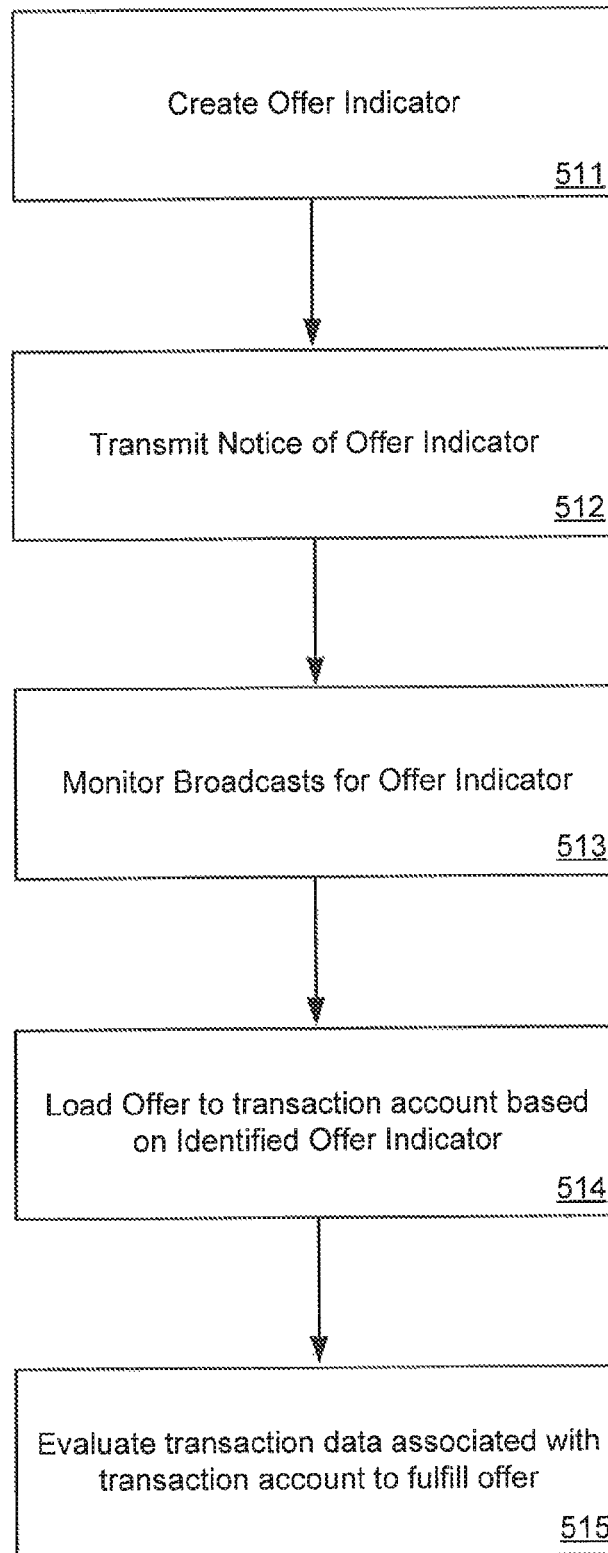 Create Offer Indicator
511
Transmit Notice of Offer Indicator
512
Monitor Broadcasts for Offer Indicator
513
Load Offer to transaction account based
on Identified Offer Indicator
514
Evaluate transaction data associated with
transaction account to fulfill offer
515